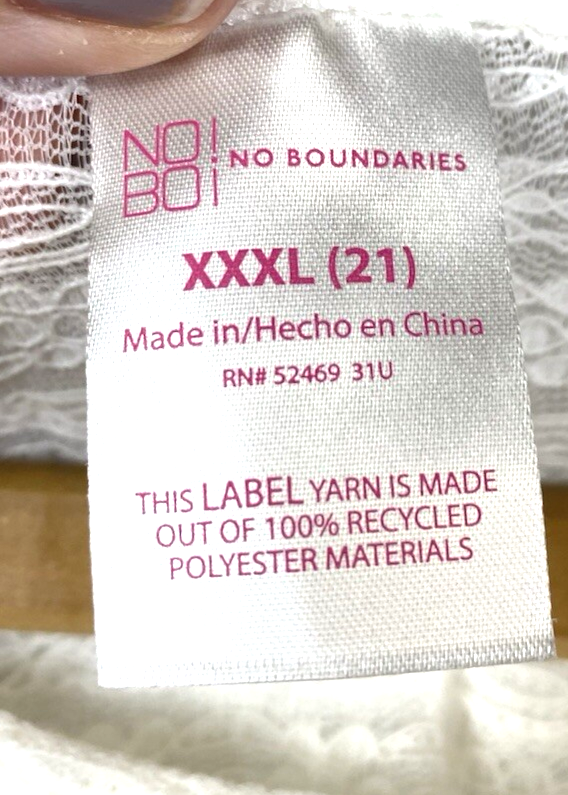 NO!
BO¡
NO BOUNDARIES
XXXL (21)
Made in/Hecho en China
RN# 52469 31U
THIS LABEL YARN IS MADE
OUT OF 100% RECYCLED
POLYESTER MATERIALS